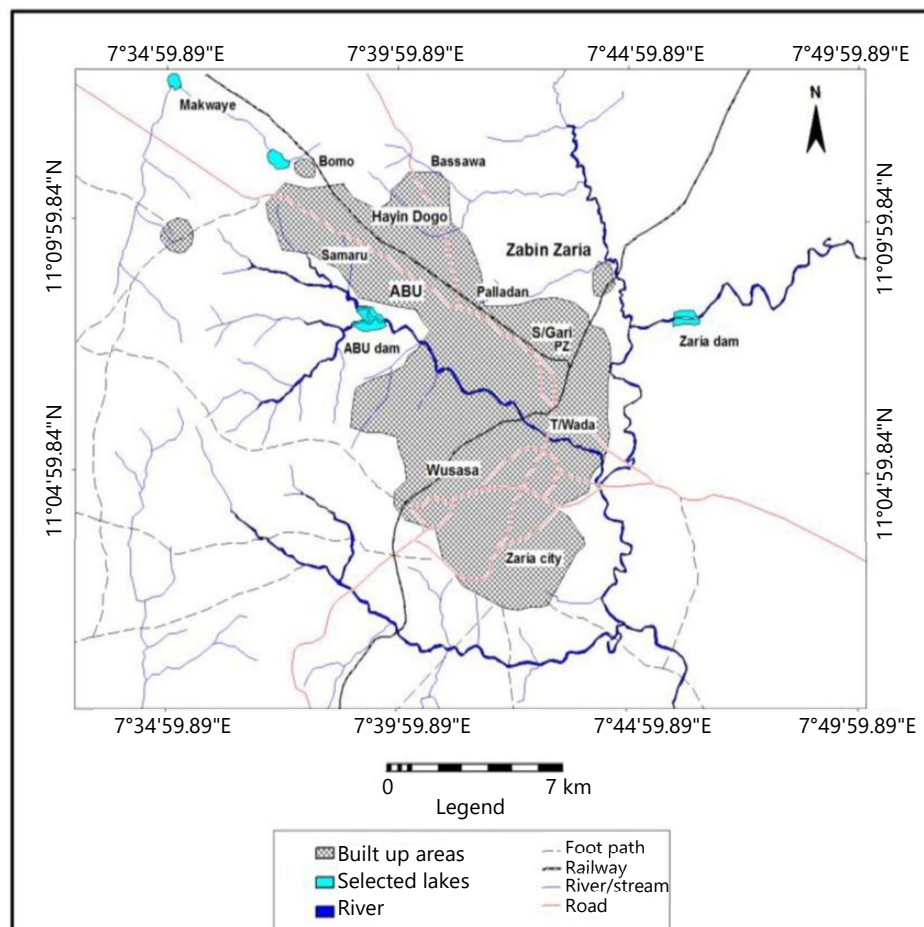 7°34'59.89"E 7°39'59.89"E 7°44'59.89"E 7°49'59.89"E
N
Makwaye
Bomo
Bassawa
11°09'59.84"N
11°09'59.84"N
Hayin Dogo
Samaru
Zabin Zaria
ABU
Palladan
S/Gari
PZ
ABU dam
Zaria dam
T/Wada
11°04'59.84"N
11°04'59.84"N
Wusasa
Zaria city
7°34'59.89"E 7°39'59.89"E 7°44'59.89"E 7°49'59.89"E
0 7 km
Legend
Built up areas
Selected lakes
River
Foot path
Railway
River/stream
Road